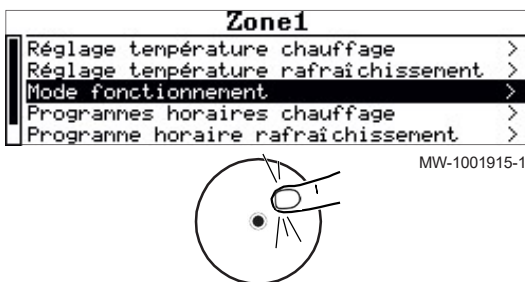 Zone1
Réglage température chauffage >
Réglage température rafraîchissement >
Mode fonctionnement >
Programmes horaires chauffage >
Programme horaire rafraîchissement >
MW-1001915-1